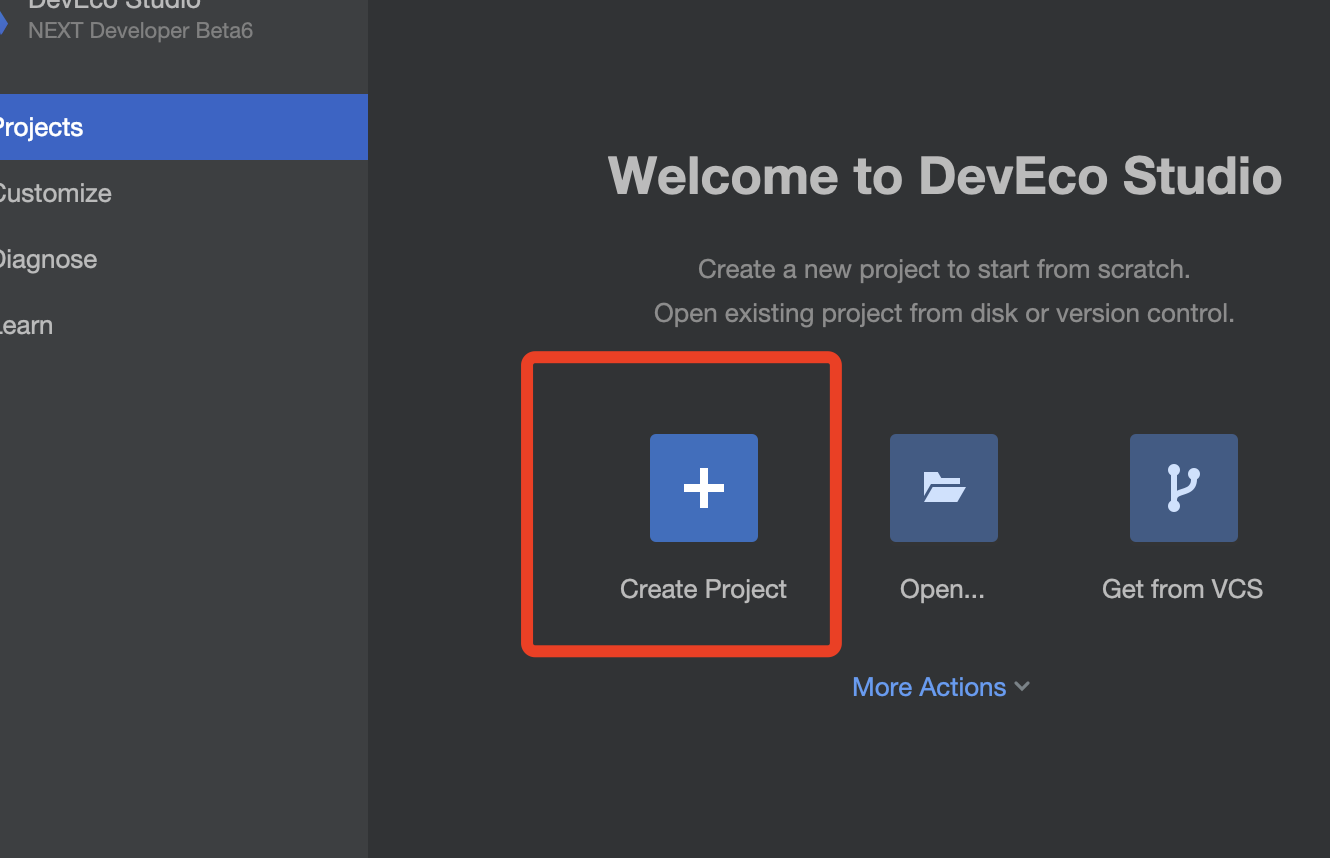 DevEco Studio
NEXT Developer Beta6
Projects
Customize
Diagnose
Learn
Welcome to DevEco Studio
Create a new project to start from scratch.
Open existing project from disk or version control.
Create Project
Open...
Get from VCS
More Actions